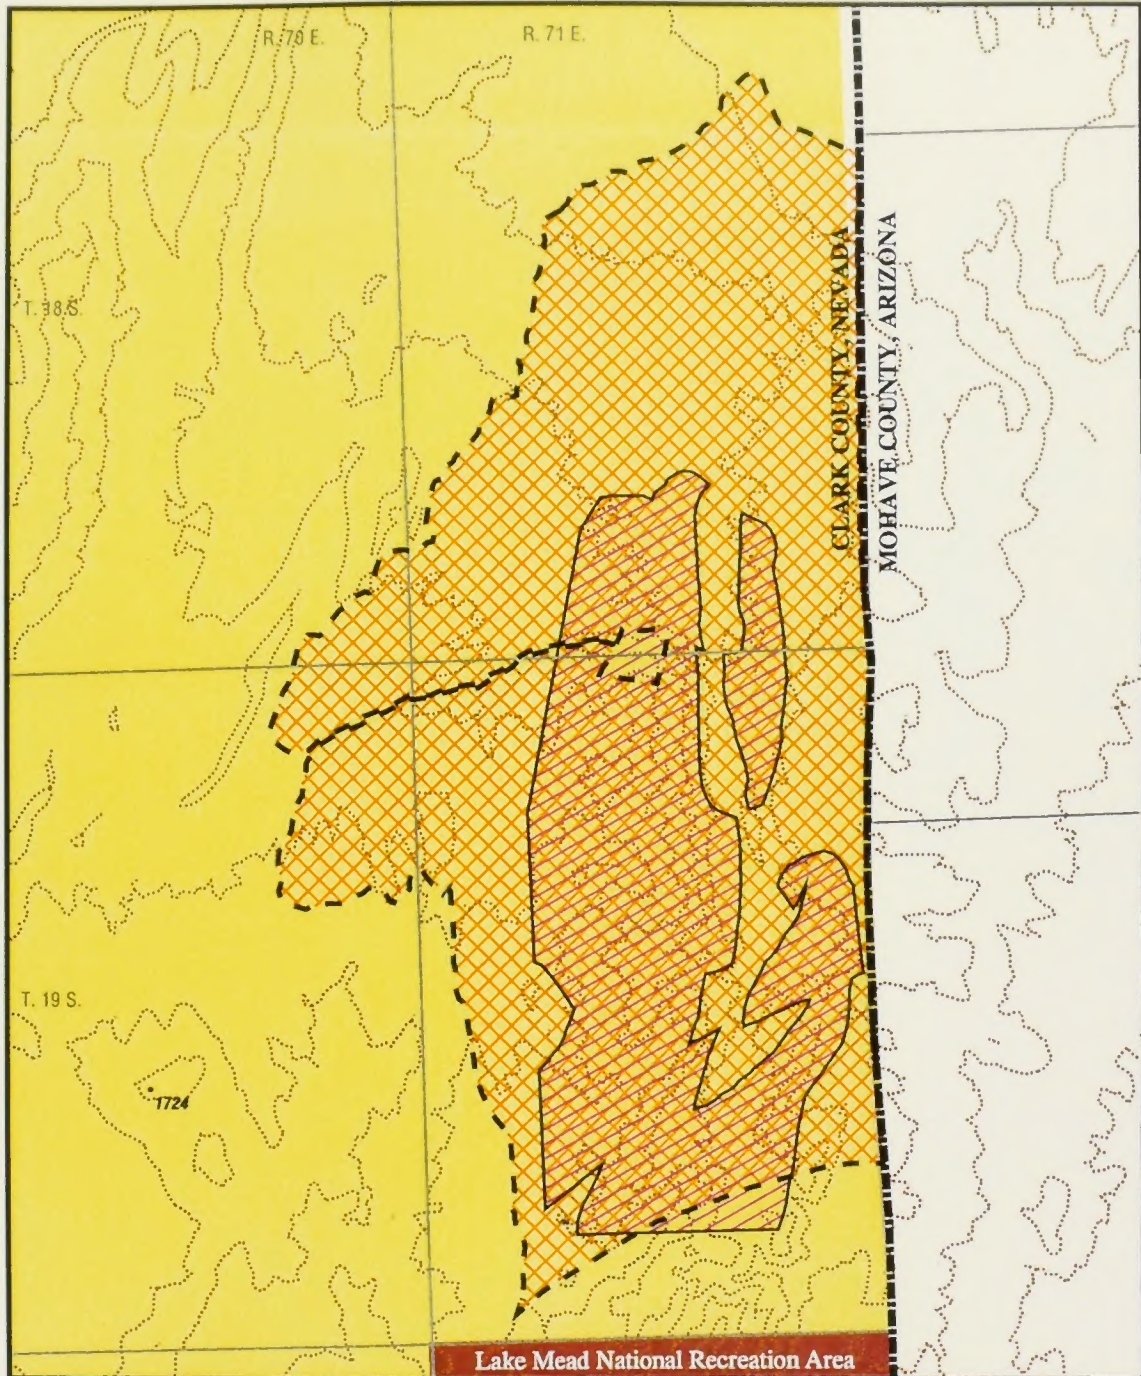 R. 70 E.
R. 71 E.
T. 18 S.
CLARK COUNTY, NEVADA
MOHAVE COUNTY, ARIZONA
T. 19 S.
1724
Lake Mead National Recreation Area